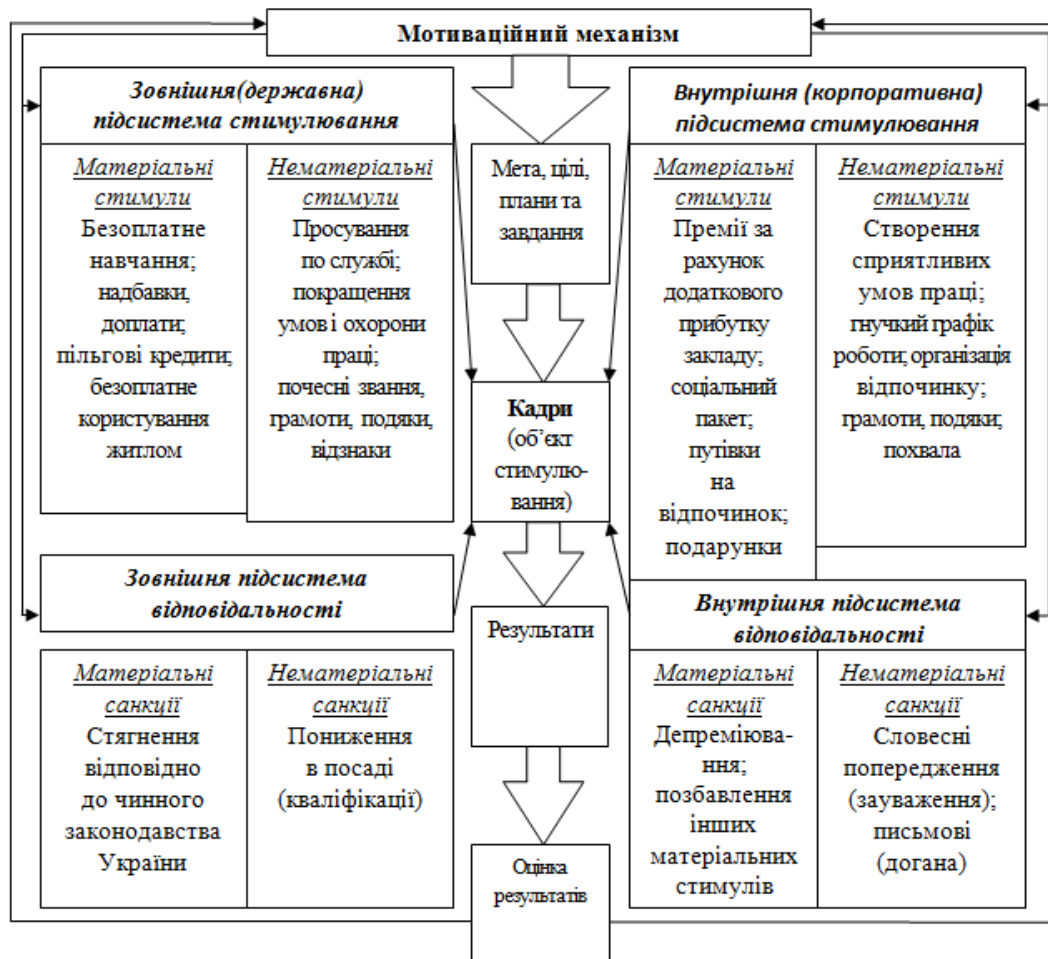 Мотиваційний механізм
Зовнішня(державна)
підсистема стимулювання
Матеріальні
стимули
Безоплатне
навчання;
надбавки,
доплати;
пільгові кредити;
безоплатне
користування
житлом
Нематеріальні
стимули
Просування
по службі;
покращення
умов і охорони
праці;
почесні звання,
грамоти, подяки,
відзнаки
Мета, цілі,
плани та
завдання
Кадри
(об’єкт
стимулю-
вання)
Результати
Оцінка
результатів
Внутрішня (корпоративна)
підсистема стимулювання
Матеріальні
стимули
Премії за
рахунок
додаткового
прибутку
закладу;
соціальний
пакет;
путівки
на
відпочинок;
подарунки
Нематеріальні
стимули
Створення
сприятливих
умов праці;
гнучкий графік
роботи; організація
відпочинку;
грамоти, подяки;
похвала
Зовнішня підсистема
відповідальності
Матеріальні
санкції
Стягнення
відповідно
до чинного
законодавства
України
Нематеріальні
санкції
Пониження
в посаді
(кваліфікації)
Внутрішня підсистема
відповідальності
Матеріальні
санкції
Депреміюва-
ння;
позбавлення
інших
матеріальних
стимулів
Нематеріальні
санкції
Словесні
попередження
(зауваження);
письмові
(догана)